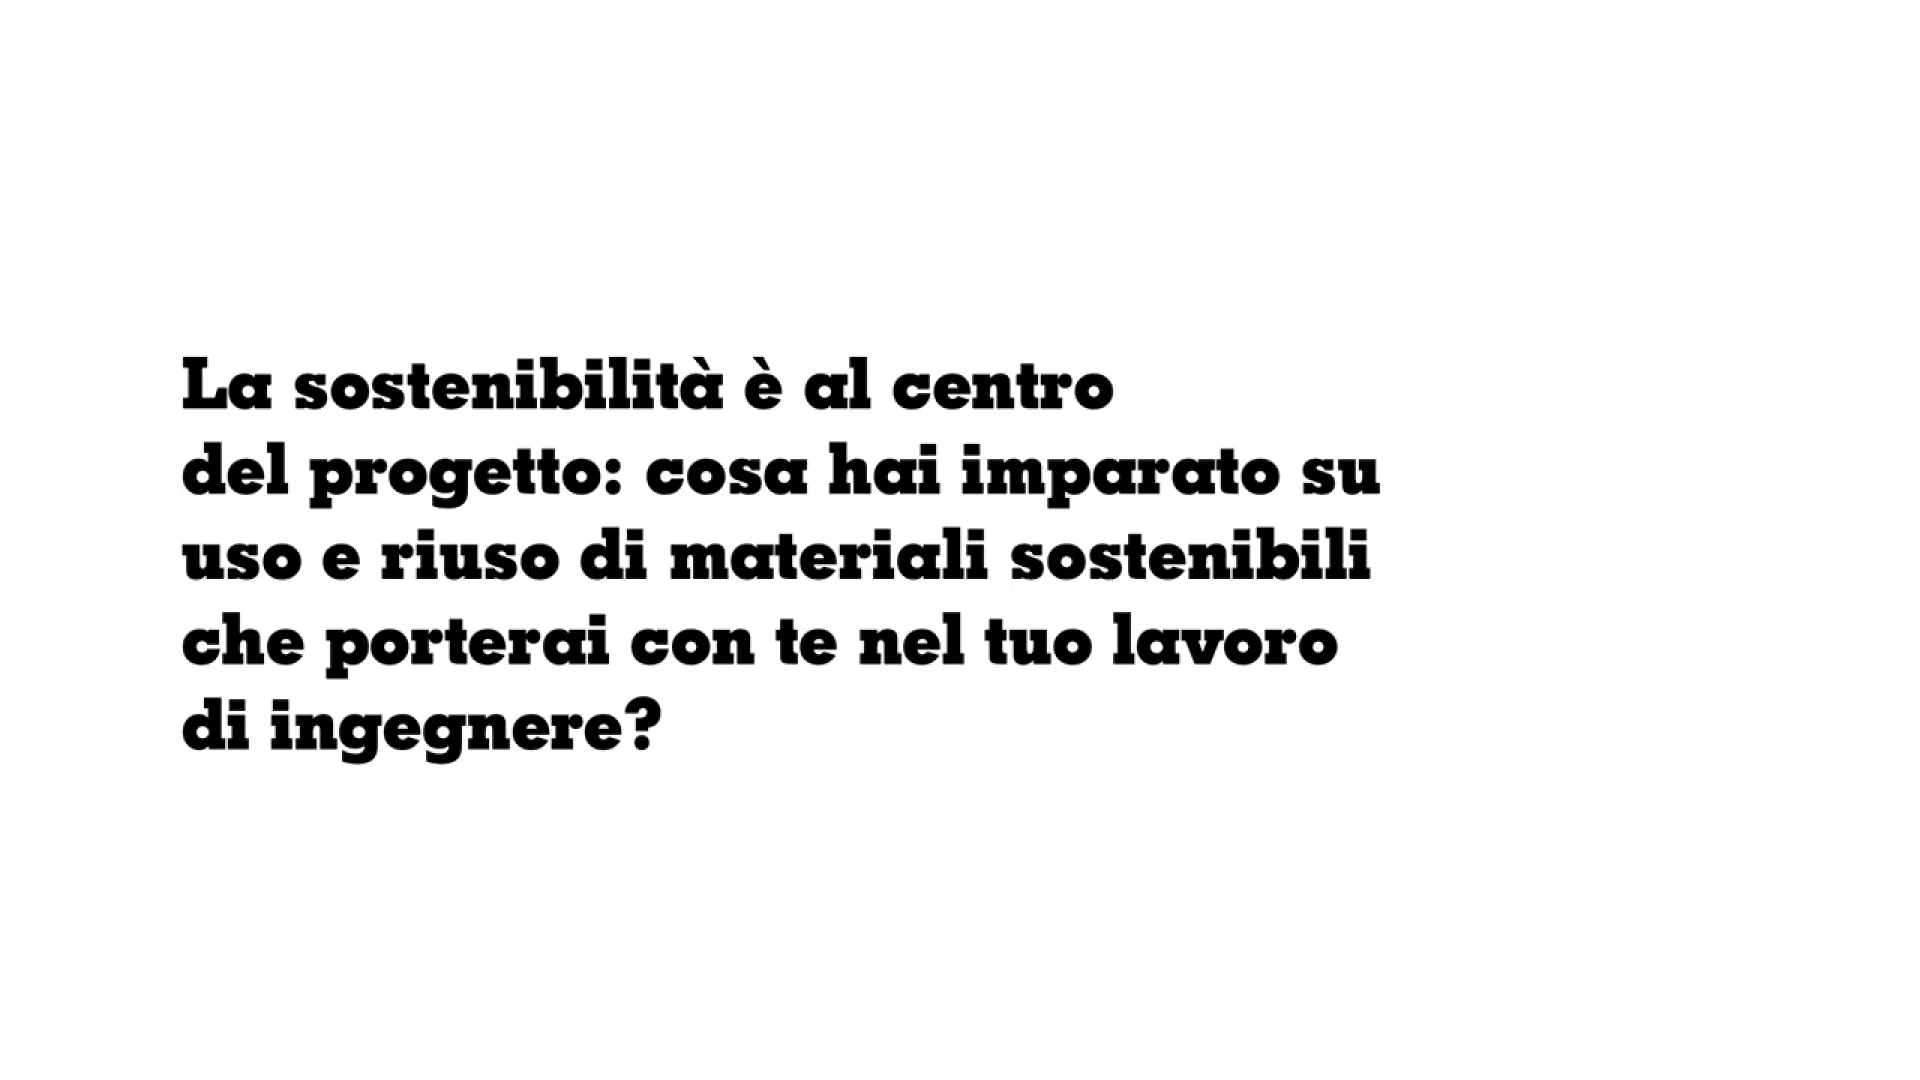 La sostenibilità è al centro
del progetto: cosa hai imparato su
uso e riuso di materiali sostenibili
che porterai con te nel tuo lavoro
di ingegnere?